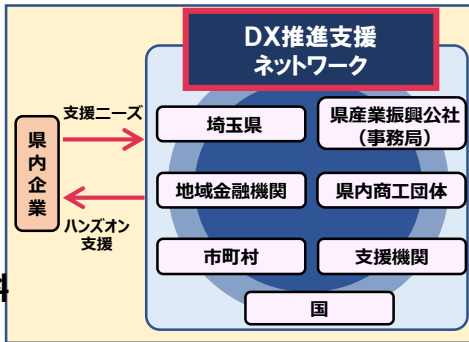 DX推進支援
ネットワーク
支援ニーズ
県内企業
ハンズオン
支援
埼玉県
県産業振興公社
(事務局)
地域金融機関
県内商工団体
市町村
支援機関
国